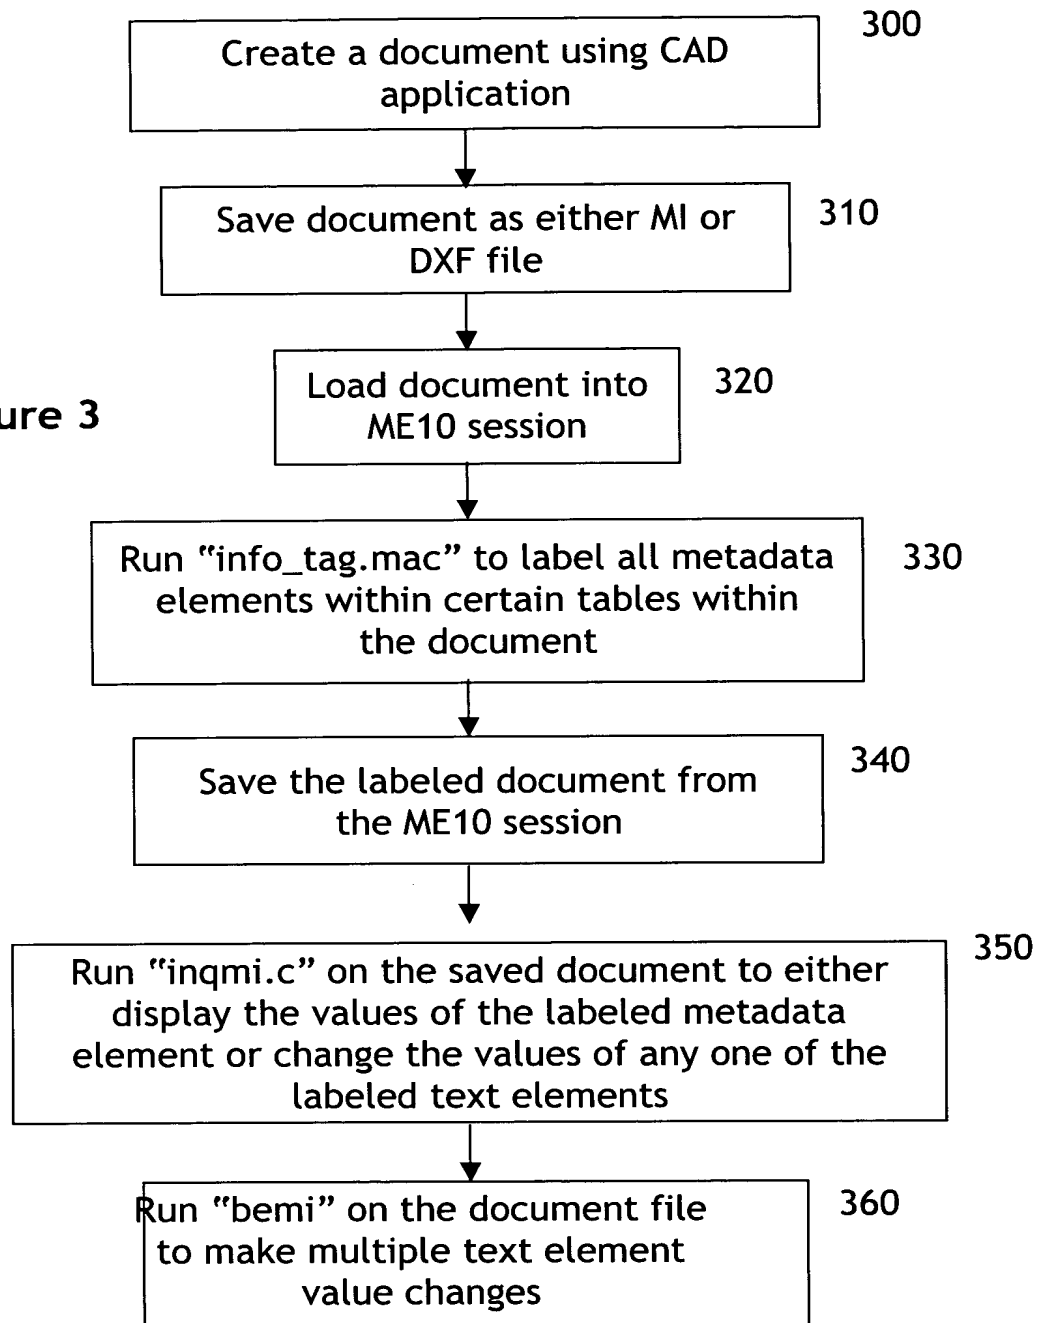 300
Create a document using CAD
application
310
Save document as either MI or
DXF file
320
Load document into
ME10 session
ure 3
330
Run “info_tag.mac” to label all metadata
elements within certain tables within
the document
340
Save the labeled document from
the ME10 session
350
Run “inqmi.c” on the saved document to either
display the values of the labeled metadata
element or change the values of any one of the
labeled text elements
360
Run “bemi” on the document file
to make multiple text element
value changes